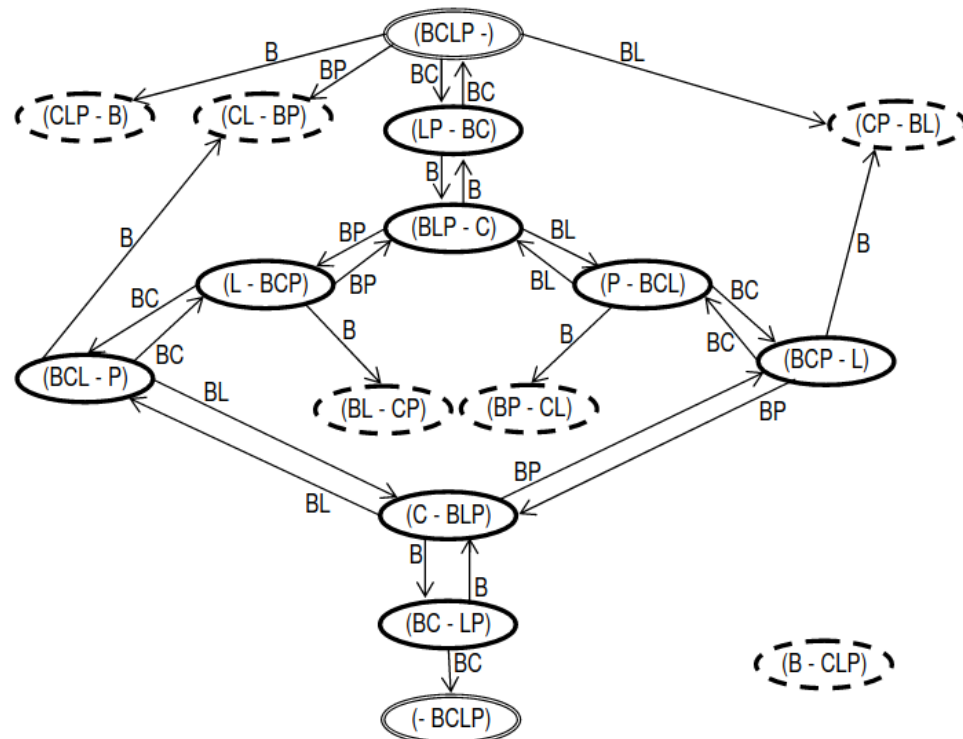 (BCLP -)
B
BP
BC
BC
BL
(CLP - B)
(CL - BP)
(LP - BC)
(CP - BL)
B
B
(BLP - C)
B
BP
BP
BL
BL
B
(L - BCP)
(P - BCL)
BC
BC
B
B
BC
BC
(BCL - P)
(BCP - L)
BL
(BL - CP)
(BP - CL)
BP
BP
BL
(C - BLP)
B
B
(BC - LP)
BC
(B - CLP)
(- BCLP)